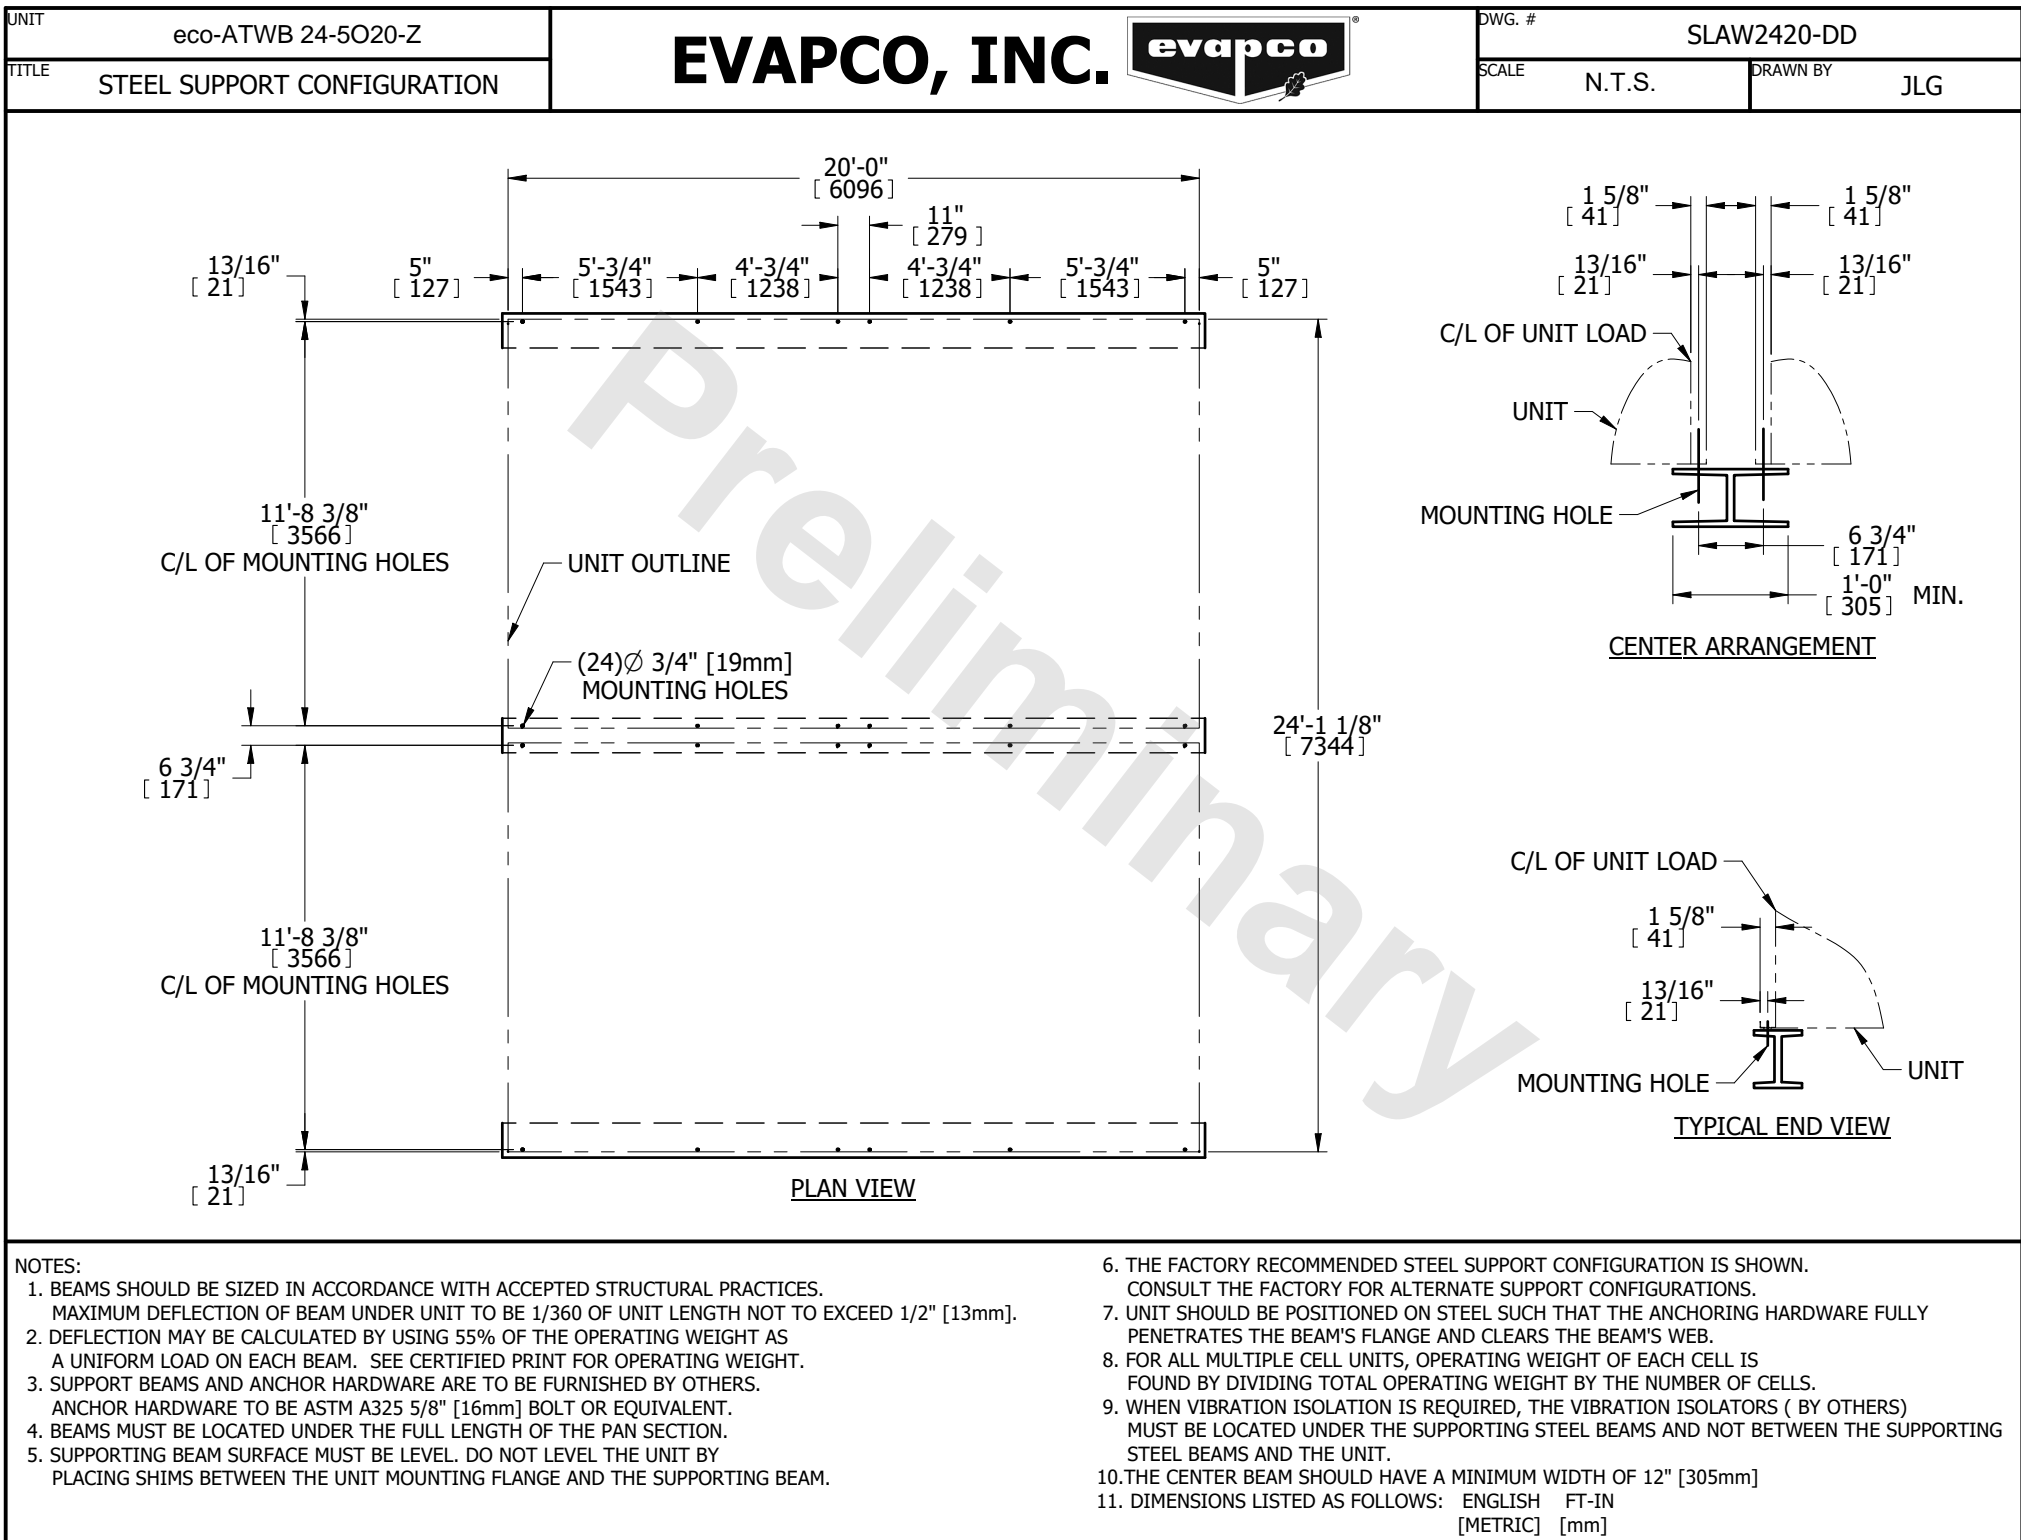 UNIT
eco-ATWB 24-5O20-Z
TITLE
STEEL SUPPORT CONFIGURATION
EVAPCO, INC.
evapco
®
DWG. #
SLAW2420-DD
SCALE
N.T.S.
DRAWN BY
JLG
20'-0"
[ 6096 ]
11"
[ 279 ]
13/16"
[ 21 ]
5"
[ 127 ]
5'-3/4"
[ 1543 ]
4'-3/4"
[ 1238 ]
4'-3/4"
[ 1238 ]
5'-3/4"
[ 1543 ]
5"
[ 127 ]
11'-8 3/8"
[ 3566 ]
C/L OF MOUNTING HOLES
UNIT OUTLINE
(24)Ø 3/4" [19mm]
MOUNTING HOLES
6 3/4"
[ 171 ]
24'-1 1/8"
[ 7344 ]
11'-8 3/8"
[ 3566 ]
C/L OF MOUNTING HOLES
13/16"
[ 21 ]
PLAN VIEW
Preliminary
1 5/8"
[ 41 ]
1 5/8"
[ 41 ]
13/16"
[ 21 ]
13/16"
[ 21 ]
C/L OF UNIT LOAD
UNIT
MOUNTING HOLE
6 3/4"
[ 171 ]
1'-0"
[ 305 ] MIN.
CENTER ARRANGEMENT
C/L OF UNIT LOAD
1 5/8"
[ 41 ]
13/16"
[ 21 ]
MOUNTING HOLE
UNIT
TYPICAL END VIEW
NOTES:
1. BEAMS SHOULD BE SIZED IN ACCORDANCE WITH ACCEPTED STRUCTURAL PRACTICES.
MAXIMUM DEFLECTION OF BEAM UNDER UNIT TO BE 1/360 OF UNIT LENGTH NOT TO EXCEED 1/2" [13mm].
2. DEFLECTION MAY BE CALCULATED BY USING 55% OF THE OPERATING WEIGHT AS
A UNIFORM LOAD ON EACH BEAM. SEE CERTIFIED PRINT FOR OPERATING WEIGHT.
3. SUPPORT BEAMS AND ANCHOR HARDWARE ARE TO BE FURNISHED BY OTHERS.
ANCHOR HARDWARE TO BE ASTM A325 5/8" [16mm] BOLT OR EQUIVALENT.
4. BEAMS MUST BE LOCATED UNDER THE FULL LENGTH OF THE PAN SECTION.
5. SUPPORTING BEAM SURFACE MUST BE LEVEL. DO NOT LEVEL THE UNIT BY
PLACING SHIMS BETWEEN THE UNIT MOUNTING FLANGE AND THE SUPPORTING BEAM.
6. THE FACTORY RECOMMENDED STEEL SUPPORT CONFIGURATION IS SHOWN.
CONSULT THE FACTORY FOR ALTERNATE SUPPORT CONFIGURATIONS.
7. UNIT SHOULD BE POSITIONED ON STEEL SUCH THAT THE ANCHORING HARDWARE FULLY
PENETRATES THE BEAM'S FLANGE AND CLEARS THE BEAM'S WEB.
8. FOR ALL MULTIPLE CELL UNITS, OPERATING WEIGHT OF EACH CELL IS
FOUND BY DIVIDING TOTAL OPERATING WEIGHT BY THE NUMBER OF CELLS.
9. WHEN VIBRATION ISOLATION IS REQUIRED, THE VIBRATION ISOLATORS ( BY OTHERS)
MUST BE LOCATED UNDER THE SUPPORTING STEEL BEAMS AND NOT BETWEEN THE SUPPORTING
STEEL BEAMS AND THE UNIT.
10.THE CENTER BEAM SHOULD HAVE A MINIMUM WIDTH OF 12" [305mm]
11. DIMENSIONS LISTED AS FOLLOWS: ENGLISH FT-IN
[METRIC] [mm]